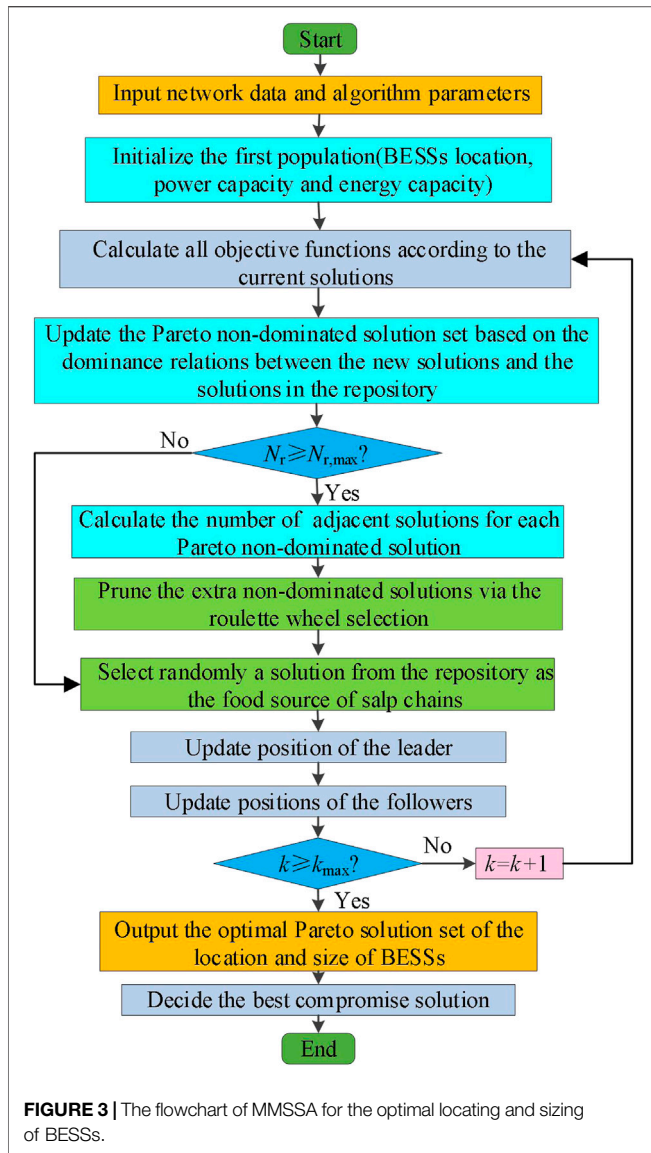 Start
Input network data and algorithm parameters
Initialize the first population(BESSs location,
power capacity and energy capacity)
Calculate all objective functions according to the
current solutions
Update the Pareto non-dominated solution set based on the
dominance relations between the new solutions and the
solutions in the repository
No
N_r≥N_r,max?
Yes
Calculate the number of adjacent solutions for each
Pareto non-dominated solution
Prune the extra non-dominated solutions via the
roulette wheel selection
Select randomly a solution from the repository as
the food source of salp chains
Update position of the leader
Update positions of the followers
k≥k_max?
No
k=k+1
Yes
Output the optimal Pareto solution set of the
location and size of BESSs
Decide the best compromise solution
End
FIGURE 3 | The flowchart of MMSSA for the optimal locating and sizing
of BESSs.